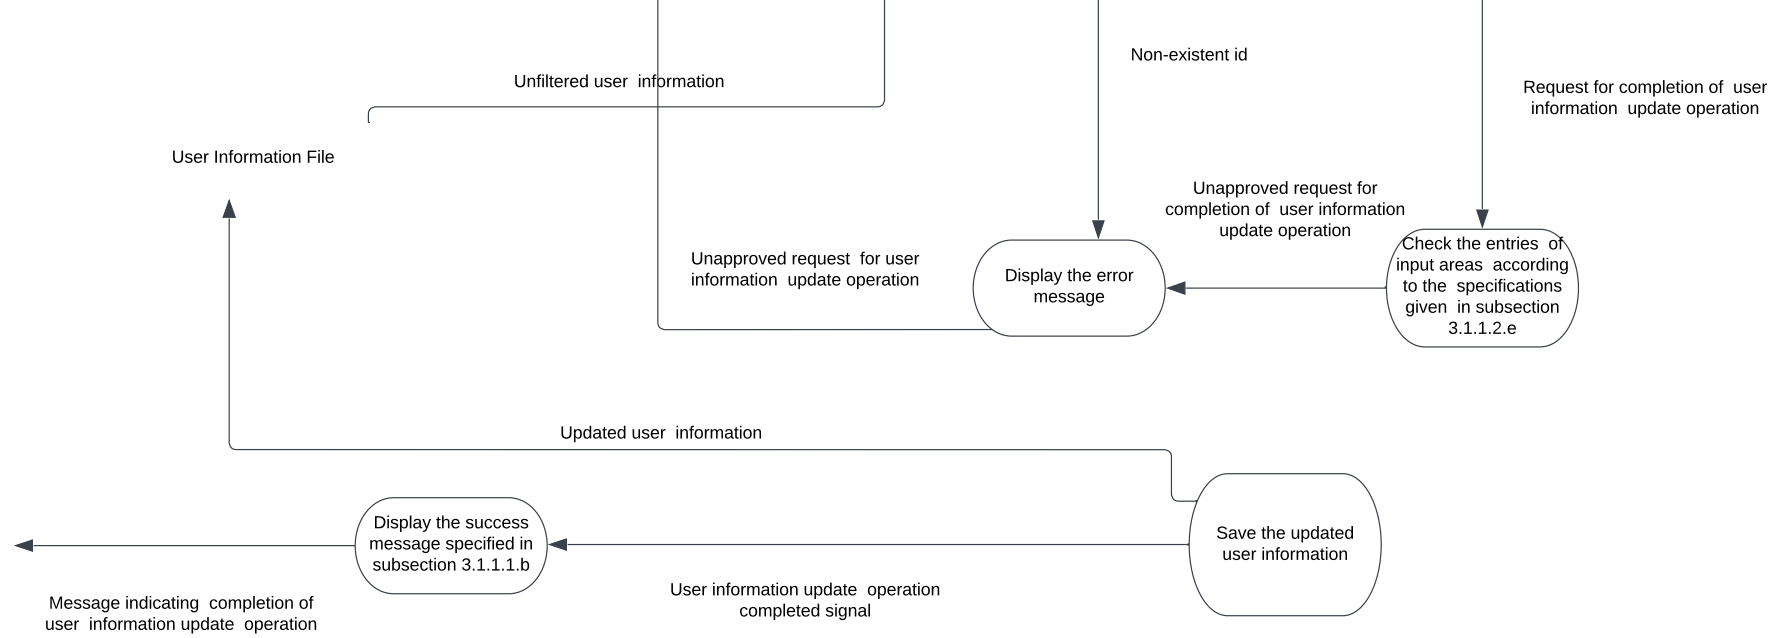 Non-existent id
Unfiltered user information
Request for completion of user
information update operation
User Information File
Unapproved request for
completion of user information
update operation
Unapproved request for user
information update operation
Display the error
message
Check the entries of
input areas according
to the specifications
given in subsection
3.1.1.2.e
Updated user information
Display the success
message specified in
subsection 3.1.1.1.b
Save the updated
user information
User information update operation
completed signal
Message indicating completion of
user information update operation